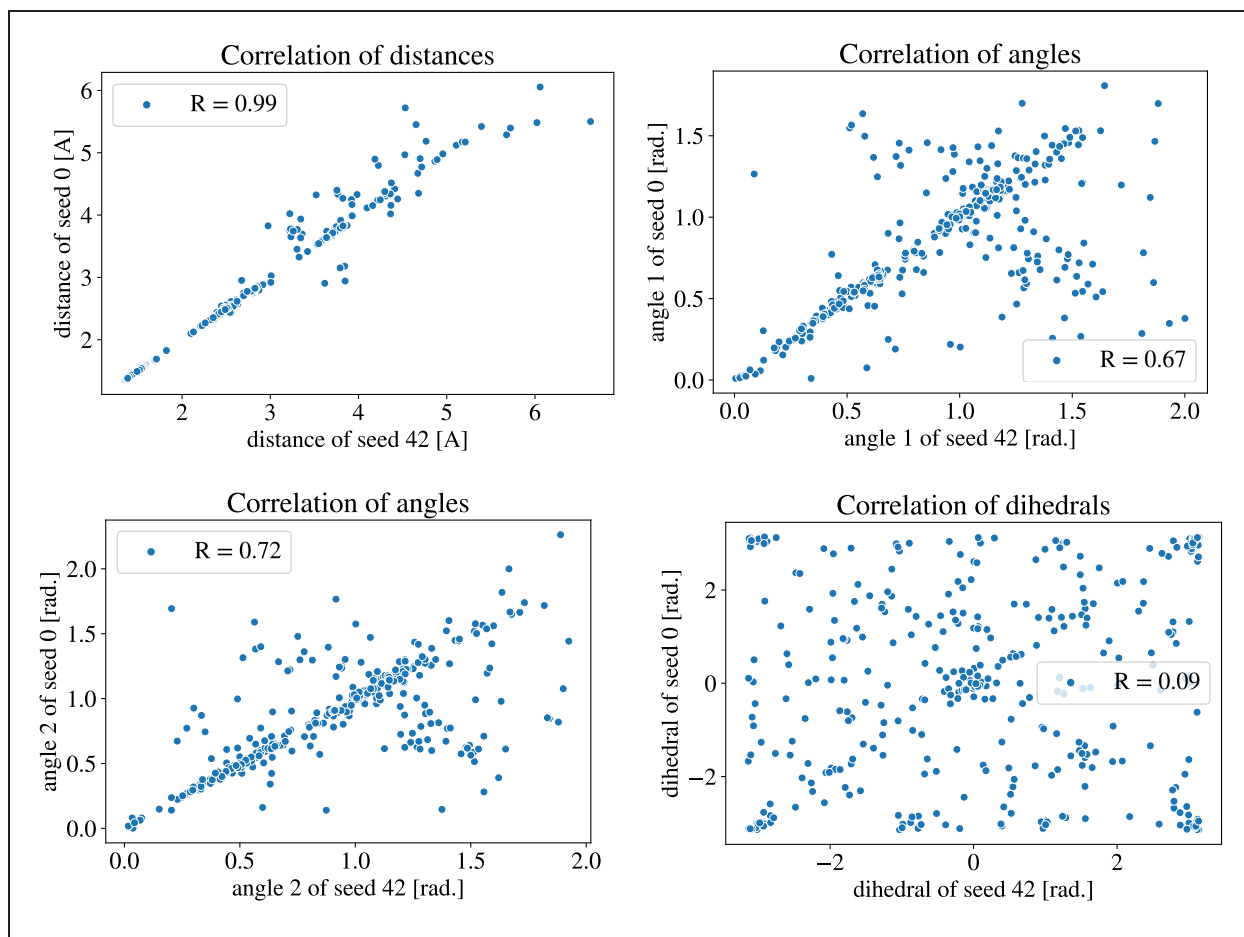 Correlation of distances
R = 0.99
6
5
4
3
2
distance of seed 0 [A]
2 3 4 5 6
distance of seed 42 [A]
Correlation of angles
R = 0.67
1.5
1.0
0.5
0.0
angle 1 of seed 0 [rad.]
0.0 0.5 1.0 1.5 2.0
angle 1 of seed 42 [rad.]
Correlation of angles
R = 0.72
2.0
1.5
1.0
0.5
0.0
angle 2 of seed 0 [rad.]
0.0 0.5 1.0 1.5 2.0
angle 2 of seed 42 [rad.]
Correlation of dihedrals
R = 0.09
2
0
−2
dihedral of seed 0 [rad.]
−2 0 2
dihedral of seed 42 [rad.]